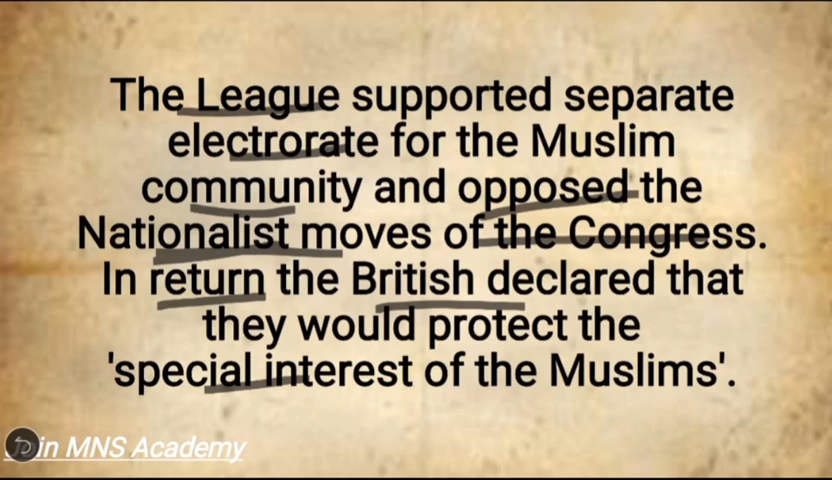 The League supported separate
electrorate for the Muslim
community and opposed the
Nationalist moves of the Congress.
In return the British declared that
they would protect the
'special interest of the Muslims'.
in MNS Academy